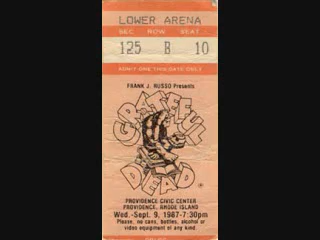 LOWER ARENA
SEC ROW SEAT
125 B 10
ADMIT ONE THIS DATE ONLY
FRANK J. RUSSO Presents
GRATEFUL
DEAD
PROVIDENCE CIVIC CENTER
PROVIDENCE, RHODE ISLAND
Wed.-Sept. 9, 1987-7:30pm
Please, no cans, bottles, alcohol or
video equipment of any kind